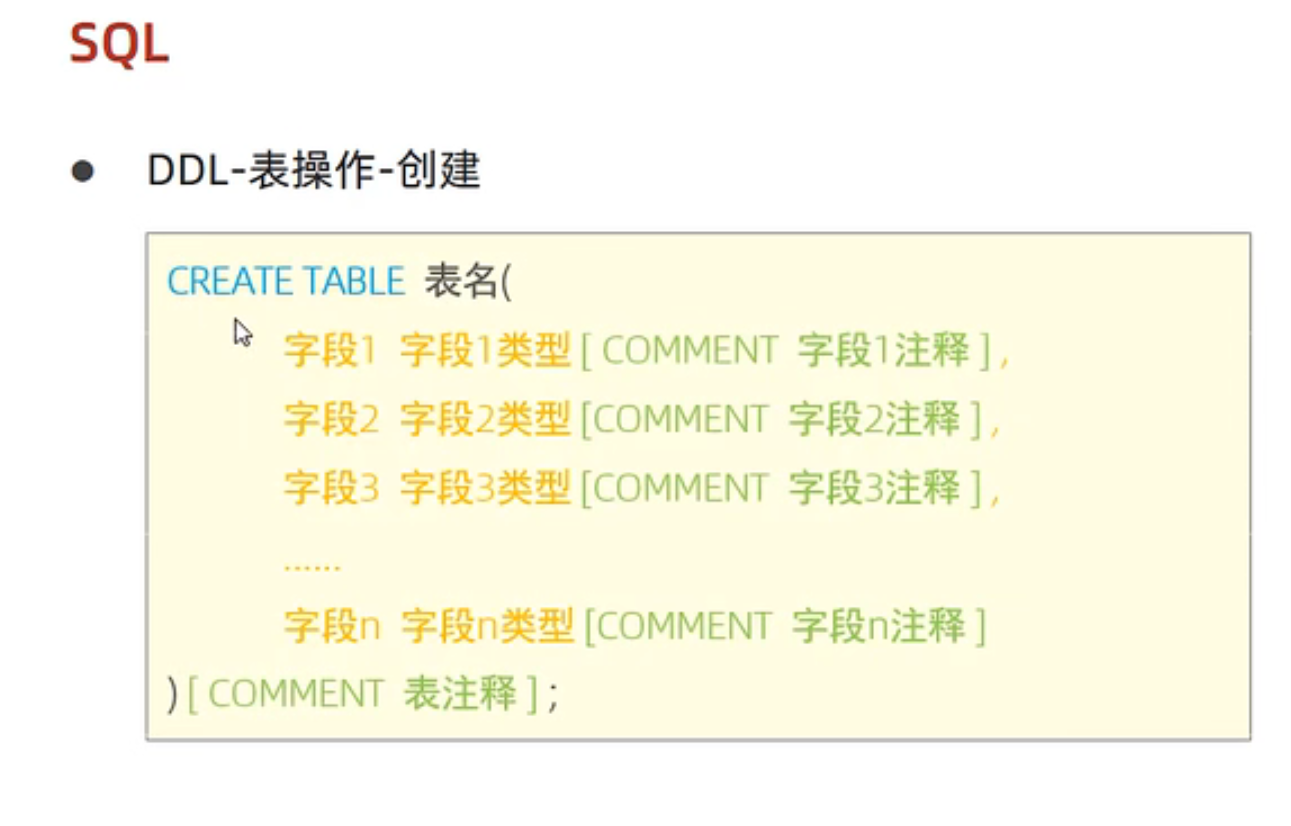 SQL
DDL-表操作-创建
CREATE TABLE 表名(
字段1 字段1类型 [ COMMENT 字段1注释 ] ,
字段2 字段2类型 [COMMENT 字段2注释 ] ,
字段3 字段3类型 [COMMENT 字段3注释 ] ,
......
字段n 字段n类型 [COMMENT 字段n注释 ]
) [ COMMENT 表注释 ] ;